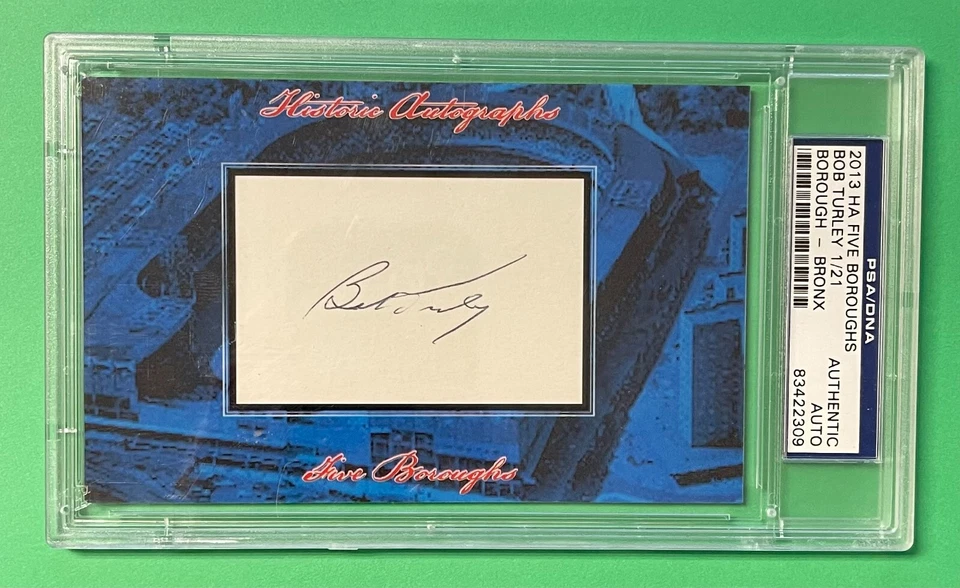 Historic Autographs
Bob Turley
Five Boroughs
PSA/DNA
2013 HA FIVE BOROUGHS
BOB TURLEY 1/21
BOROUGH - BRONX
AUTHENTIC
AUTO
83422309